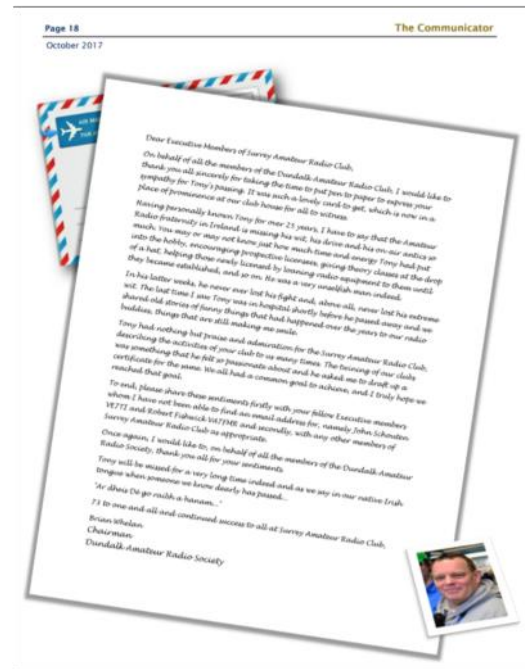 Page 18
The Communicator
October 2017
AIR MAIL
Dear Executive Members of Surrey Amateur Radio Club,
On behalf of all the members of the Dundalk Amateur Radio Club, I would like to
thank you all sincerely for taking the time to put pen to paper to express your
sympathy for Tony's passing. It was such a lovely card to get, which is now in a
place of prominence at our club house for all to witness.
Having personally known Tony for over 25 years, I have to say that the Amateur
Radio fraternity in Ireland is missing his wit, his drive and his on-air antics so
much. You may or may not know just how much time and energy Tony had put
into the hobby, encouraging prospective licensees, giving theory classes at the drop
of a hat, helping those newly licensed by loaning radio equipment to them until
they became established, and so on. He was a very unselfish man indeed.
In his latter weeks, he never ever lost his fight and, above all, never lost his extreme
wit. The last time I saw Tony was in hospital shortly before he passed away and we
shared old stories of funny things that had happened over the years to our radio
buddies, things that are still making me smile.
Tony had nothing but praise and admiration for the Surrey Amateur Radio Club,
describing the activities of your club to us many times. The twining of our clubs
was something that he felt so passionate about and he asked me to draft up a
certificate for the same. We all had a common goal to achieve, and I truly hope we
reached that goal.
To end, please share these sentiments firstly with your fellow Executive members
whom I have not been able to find an email address for, namely John Schouten
VE7TI and Robert Fishwick and secondly, with any other members of
Surrey Amateur Radio Club as appropriate.
Once again, I would like to, on behalf of all the members of the Dundalk Amateur
Radio Society, thank you all for your sentiments.
Tony will be missed for a very long time indeed and as we say in our native Irish
tongue when someone we know dearly has passed...
"Ar dheis Dé go raibh a hanam..."
73 to one and all and continued success to all at Surrey Amateur Radio Club,
Brian Whelan
Chairman
Dundalk Amateur Radio Society